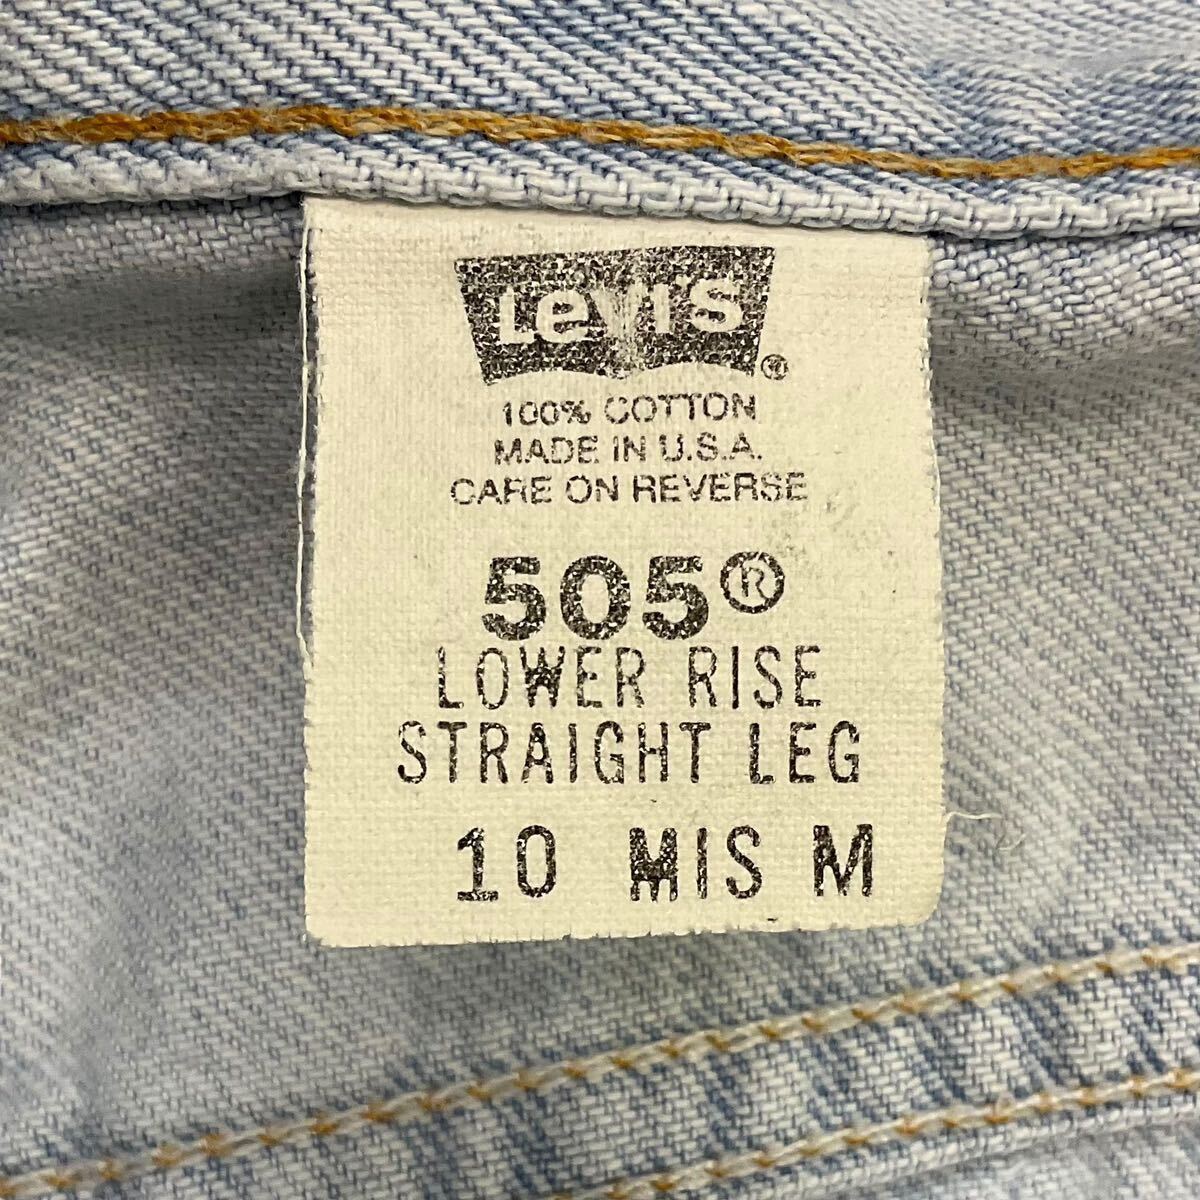 Levi's ®
100% COTTON
MADE IN U.S.A.
CARE ON REVERSE
505®
LOWER RISE
STRAIGHT LEG
10 MIS M